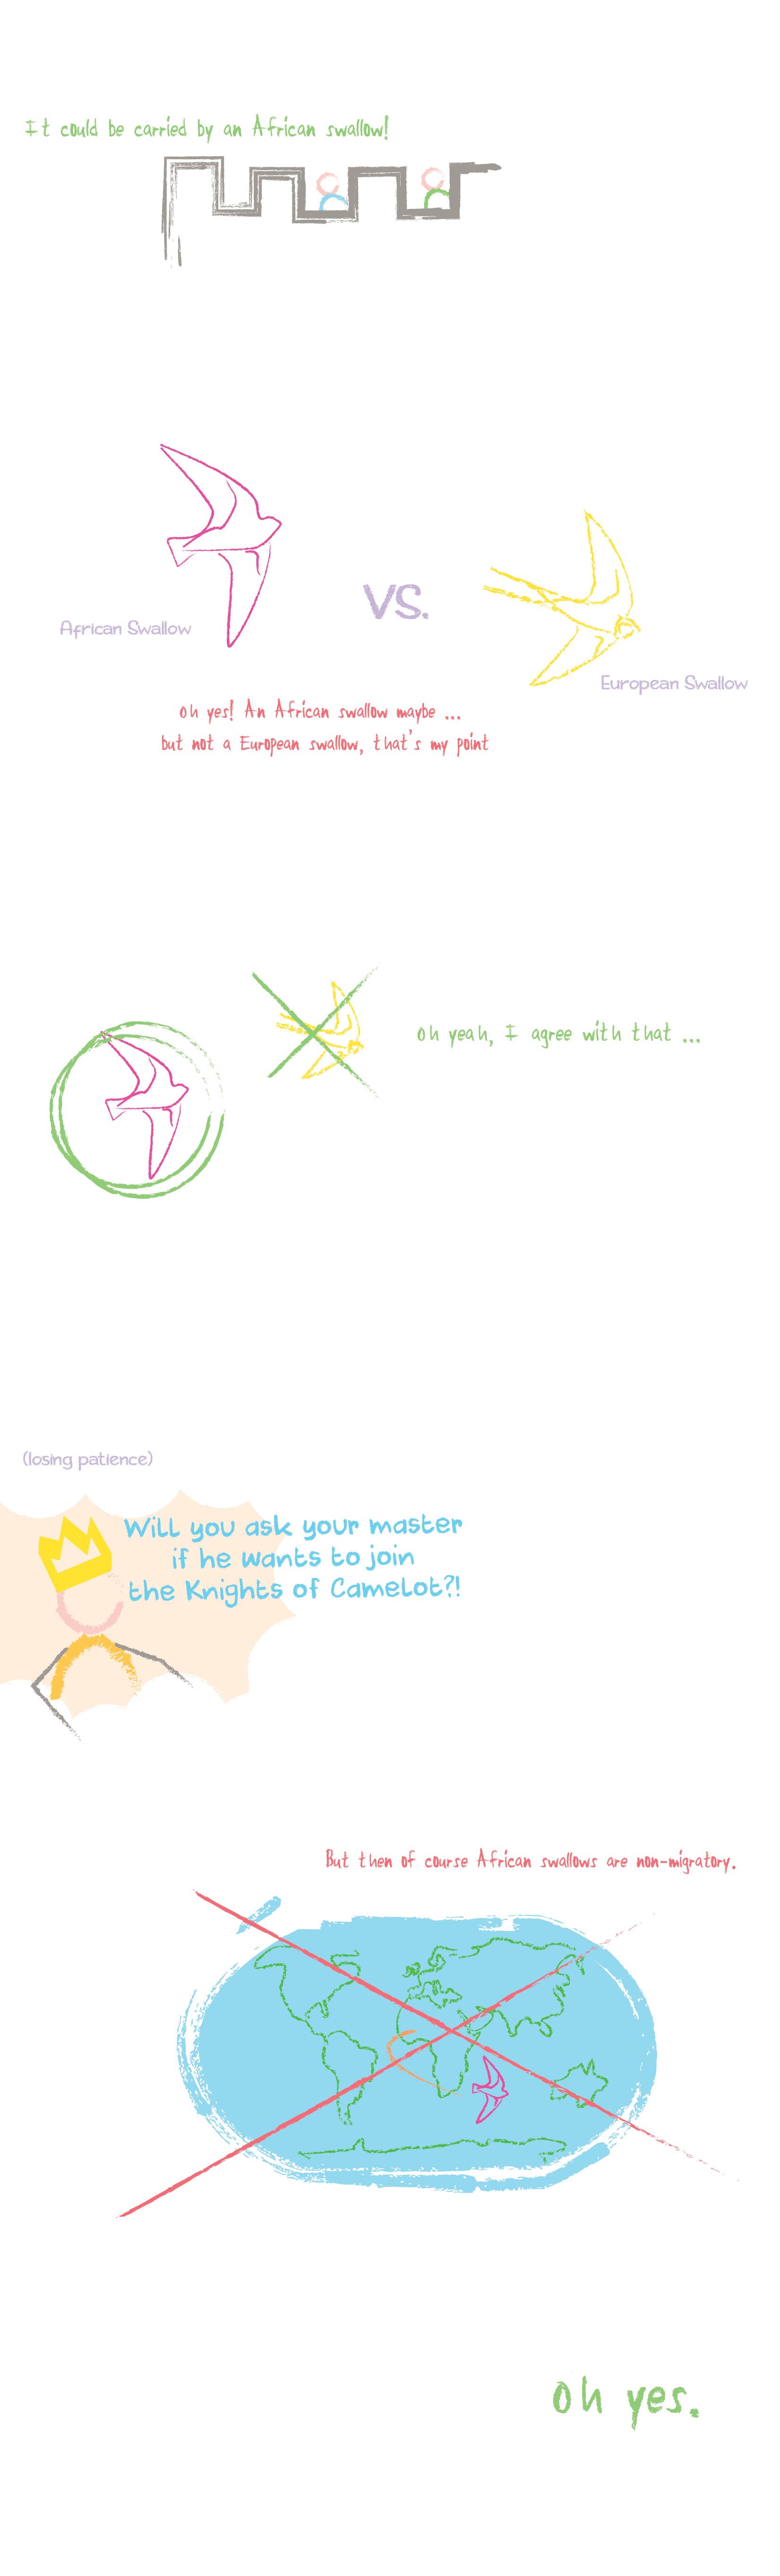 It could be carried by an African swallow!
VS.
African Swallow
European Swallow
Oh yes! An African swallow maybe ...
but not a European swallow, that's my point
Oh yeah, I agree with that ...
(losing patience)
Will you ask your master
if he wants to join
the Knights of Camelot?!
But then of course African swallows are non-migratory.
Oh yes.